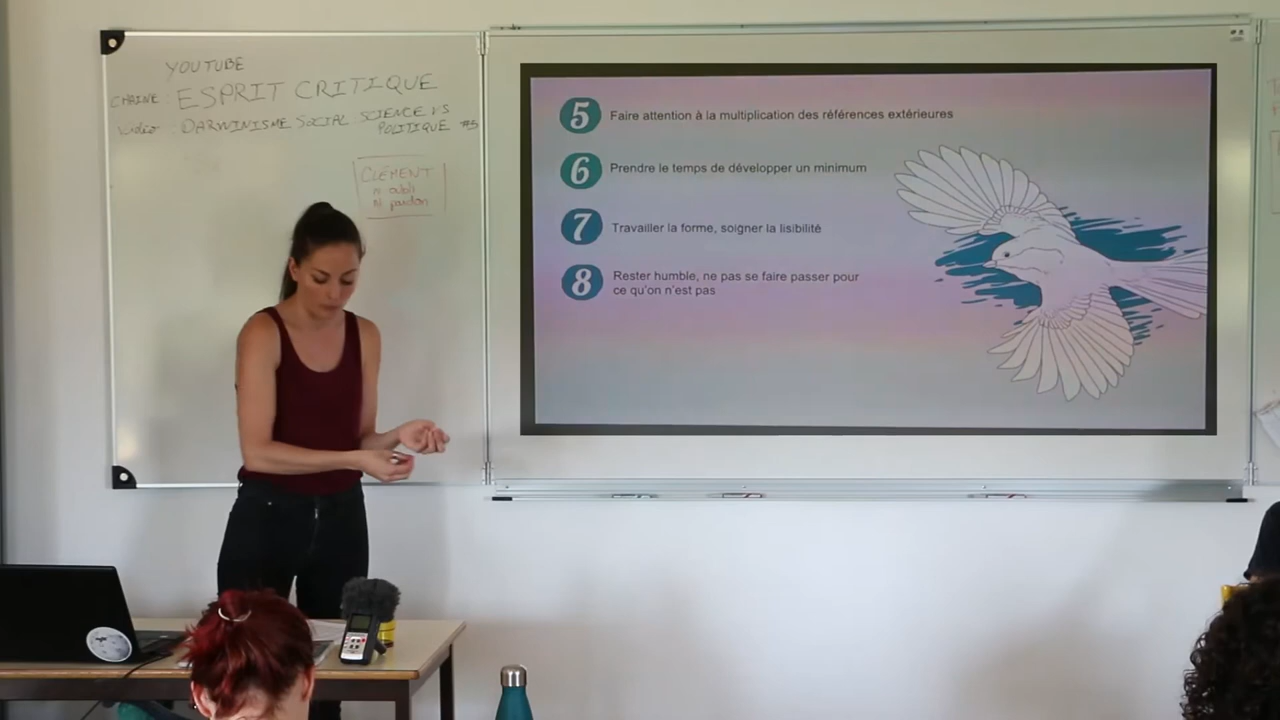 YOUTUBE
CHAINE : ESPRIT CRITIQUE
Vidéo : DARWINISME SOCIAL SCIENCE VS
POLITIQUE #3
CLÉMENT
Ni oubli
Ni pardon
5 Faire attention à la multiplication des références extérieures
6 Prendre le temps de développer un minimum
7 Travailler la forme, soigner la lisibilité
8 Rester humble, ne pas se faire passer pour
ce qu'on n'est pas